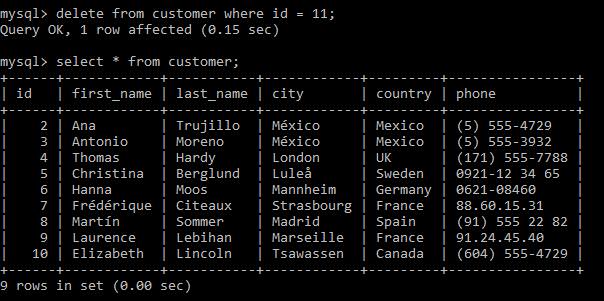 mysql> delete from customer where id = 11;
Query OK, 1 row affected (0.15 sec)
mysql> select * from customer;
+------+------------+-----------+------------+---------+----------------+
| id   | first_name | last_name | city       | country | phone          |
+------+------------+-----------+------------+---------+----------------+
|    2 | Ana        | Trujillo  | México     | Mexico  | (5) 555-4729   |
|    3 | Antonio    | Moreno    | México     | Mexico  | (5) 555-3932   |
|    4 | Thomas     | Hardy     | London     | UK      | (171) 555-7788 |
|    5 | Christina  | Berglund  | Luleå      | Sweden  | 0921-12 34 65  |
|    6 | Hanna      | Moos      | Mannheim   | Germany | 0621-08460     |
|    7 | Frédérique | Citeaux   | Strasbourg | France  | 88.60.15.31    |
|    8 | Martín     | Sommer    | Madrid     | Spain   | (91) 555 22 82 |
|    9 | Laurence   | Lebihan   | Marseille  | France  | 91.24.45.40    |
|   10 | Elizabeth  | Lincoln   | Tsawassen  | Canada  | (604) 555-4729 |
+------+------------+-----------+------------+---------+----------------+
9 rows in set (0.00 sec)